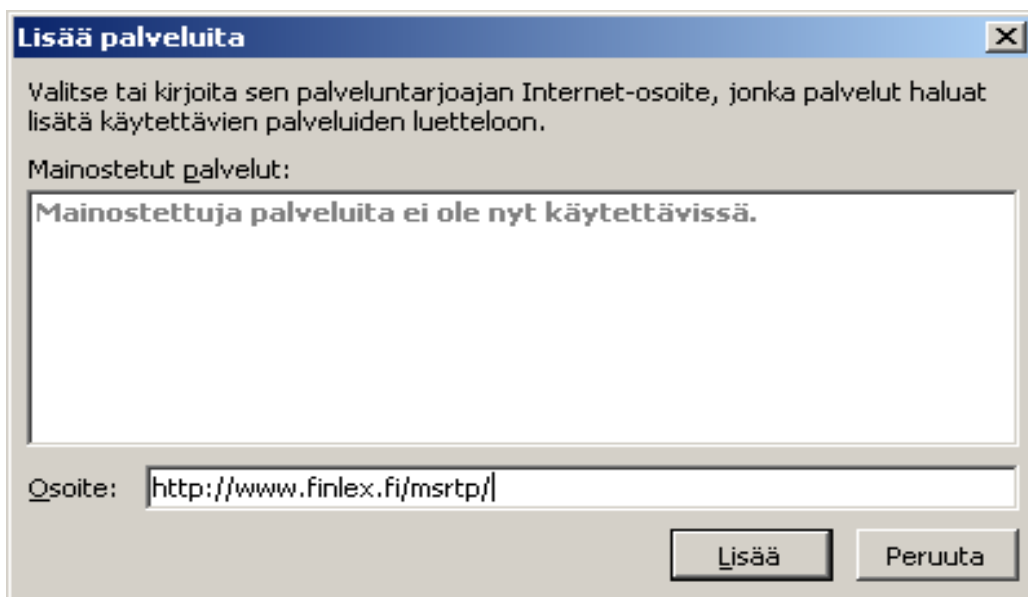 Lisää palveluita
Valitse tai kirjoita sen palveluntarjoajan Internet-osoite, jonka palvelut haluat
lisätä käytettävien palveluiden luetteloon.
Mainostetut palvelut:
Mainostettuja palveluita ei ole nyt käytettävissä.
Osoite: http://www.finlex.fi/msrtp/
Lisää Peruuta